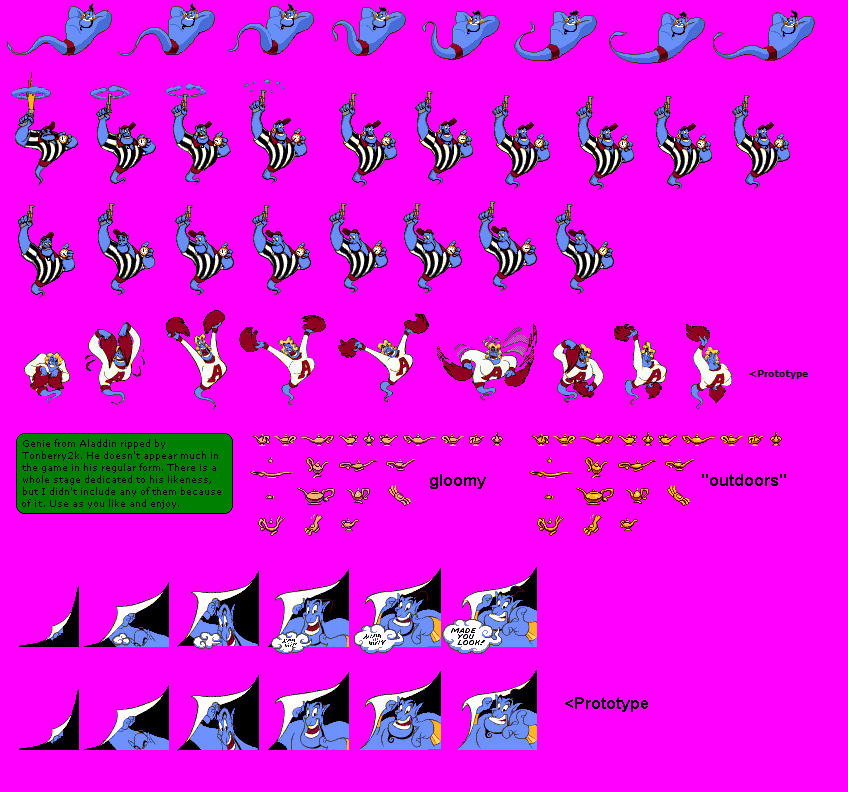 <Prototype
Genie from Aladdin ripped by
Tonberry2k. He doesn't appear much in
the game in his regular form. There is a
whole stage dedicated to his likeness,
but I didn't include any of them because
of it. Use as you like and enjoy.
gloomy
"outdoors"
A
A
A
A
A
A
A
MADE
YOU
LOOK!
<Prototype